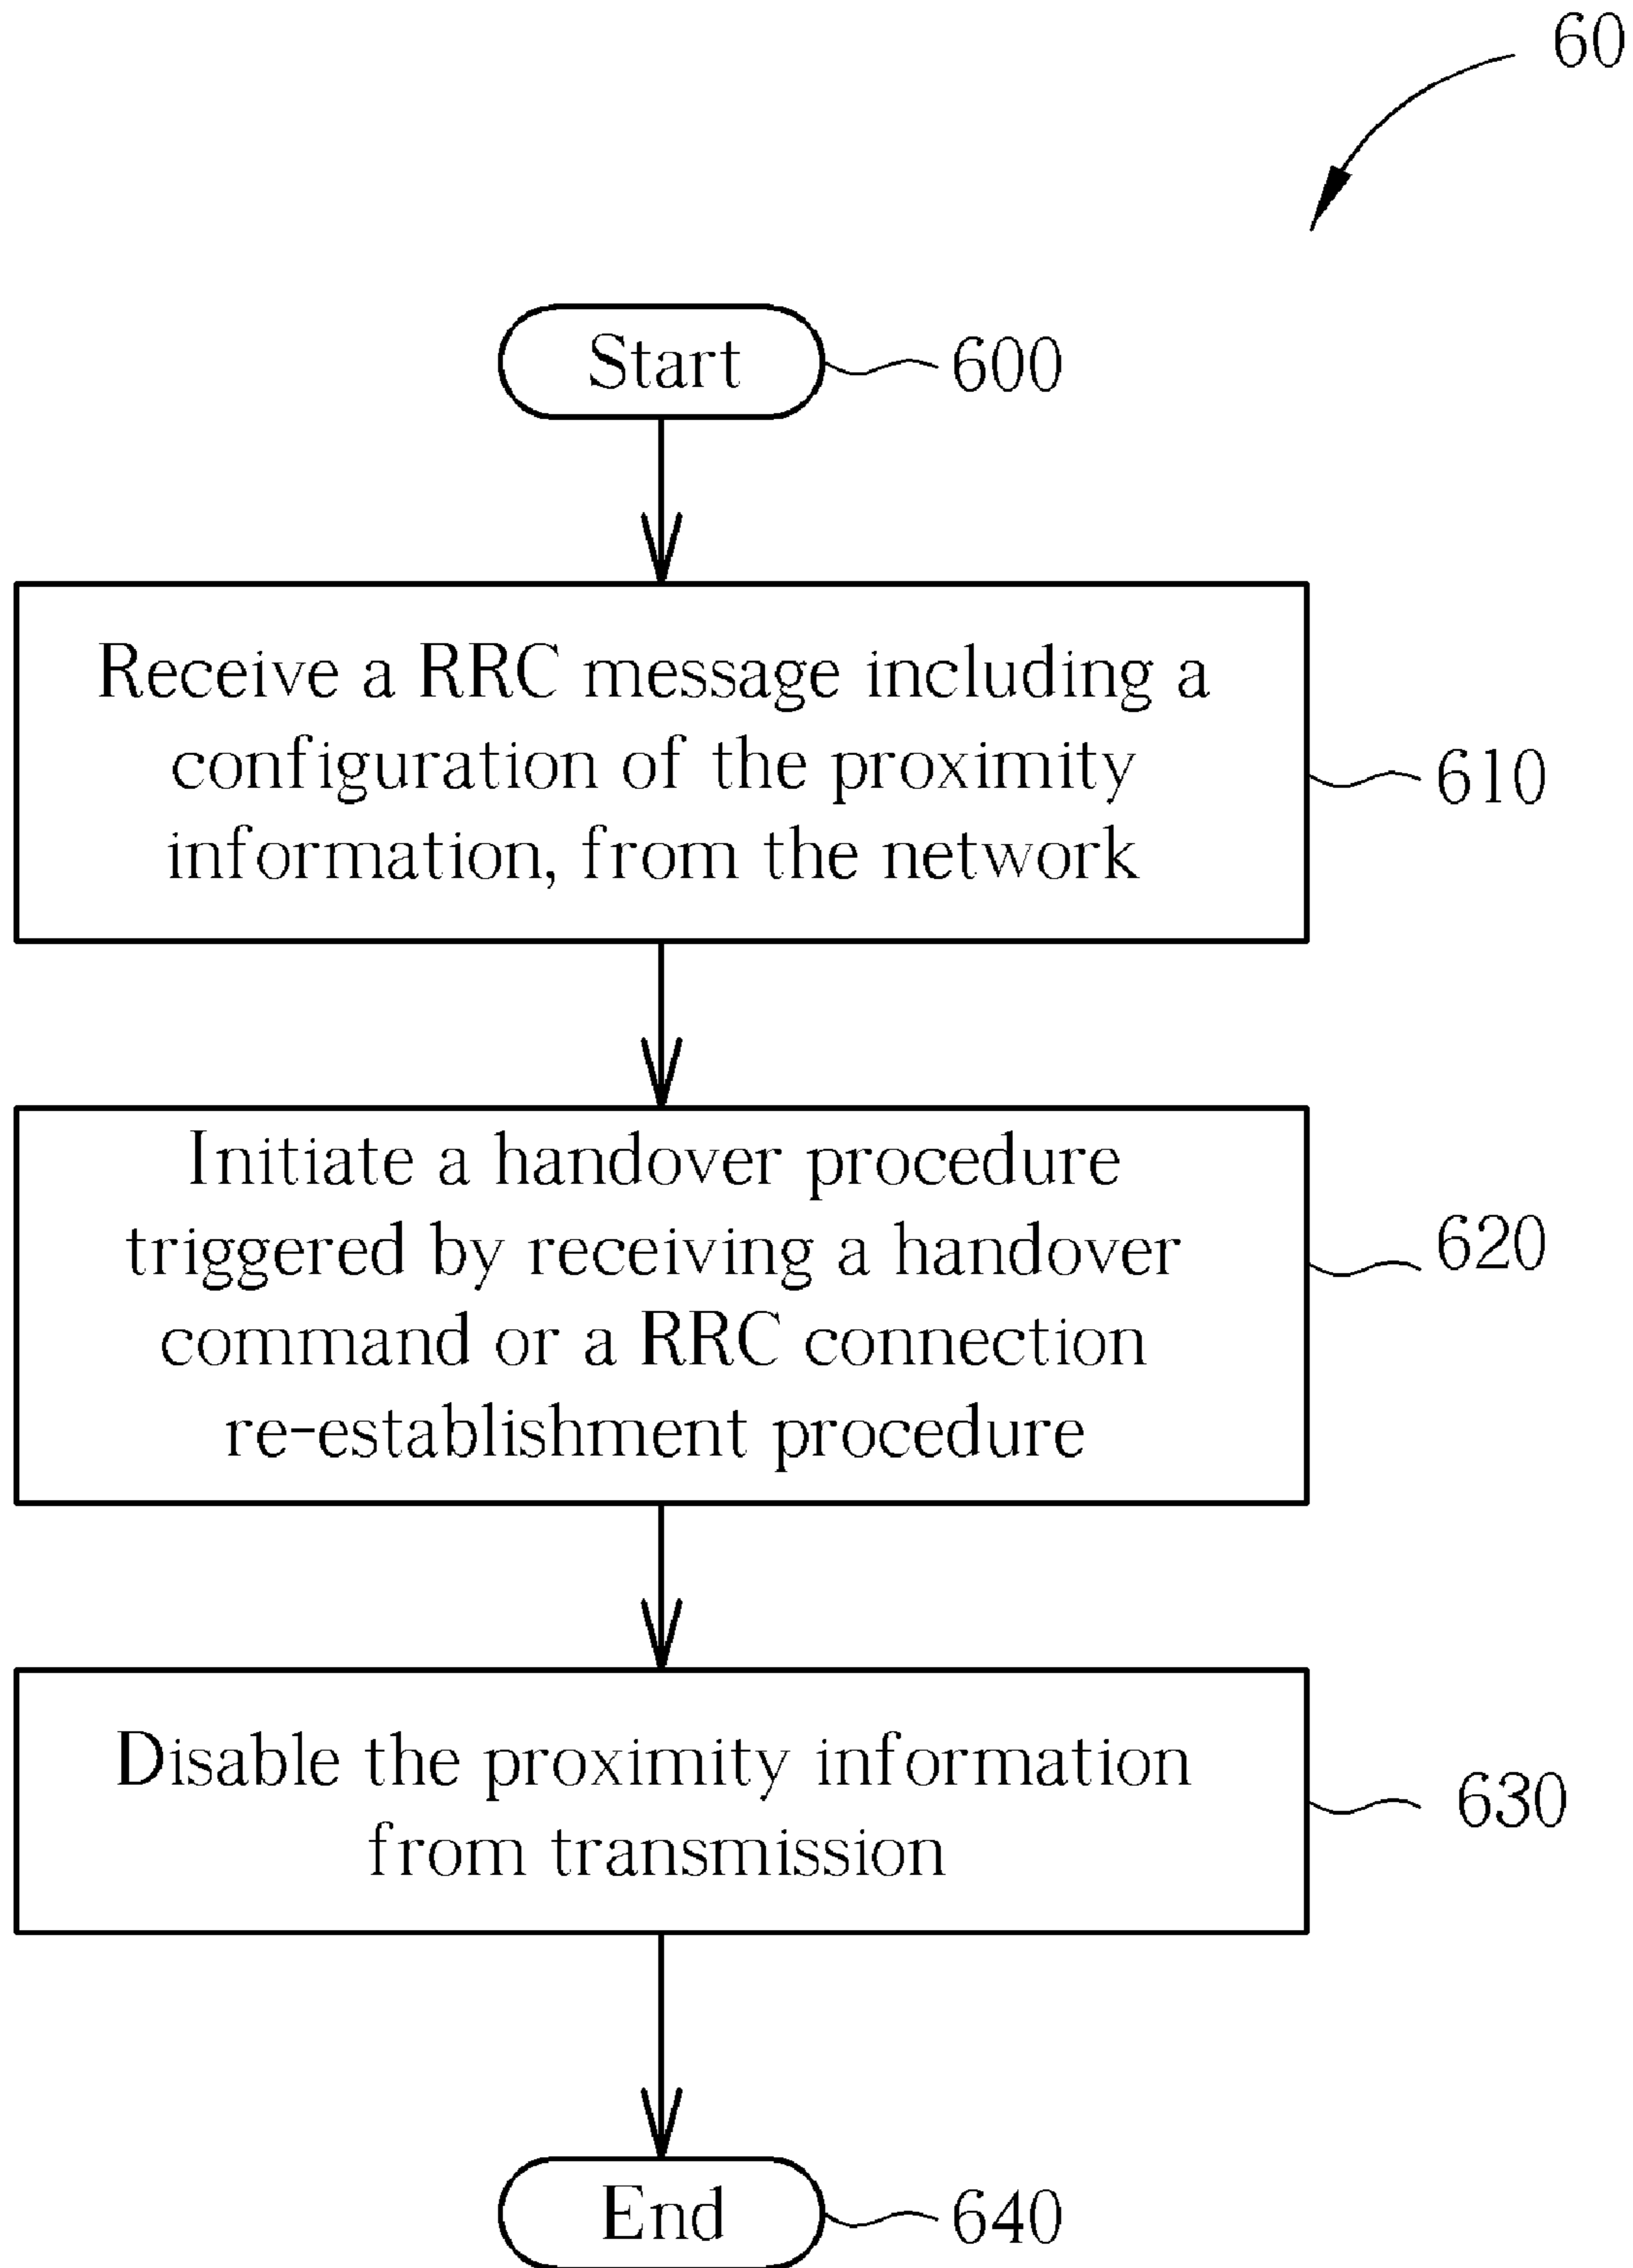 60
Start
600
Receive a RRC message including a
configuration of the proximity
information, from the network
610
Initiate a handover procedure
triggered by receiving a handover
command or a RRC connection
re-establishment procedure
620
Disable the proximity information
from transmission
630
End
640